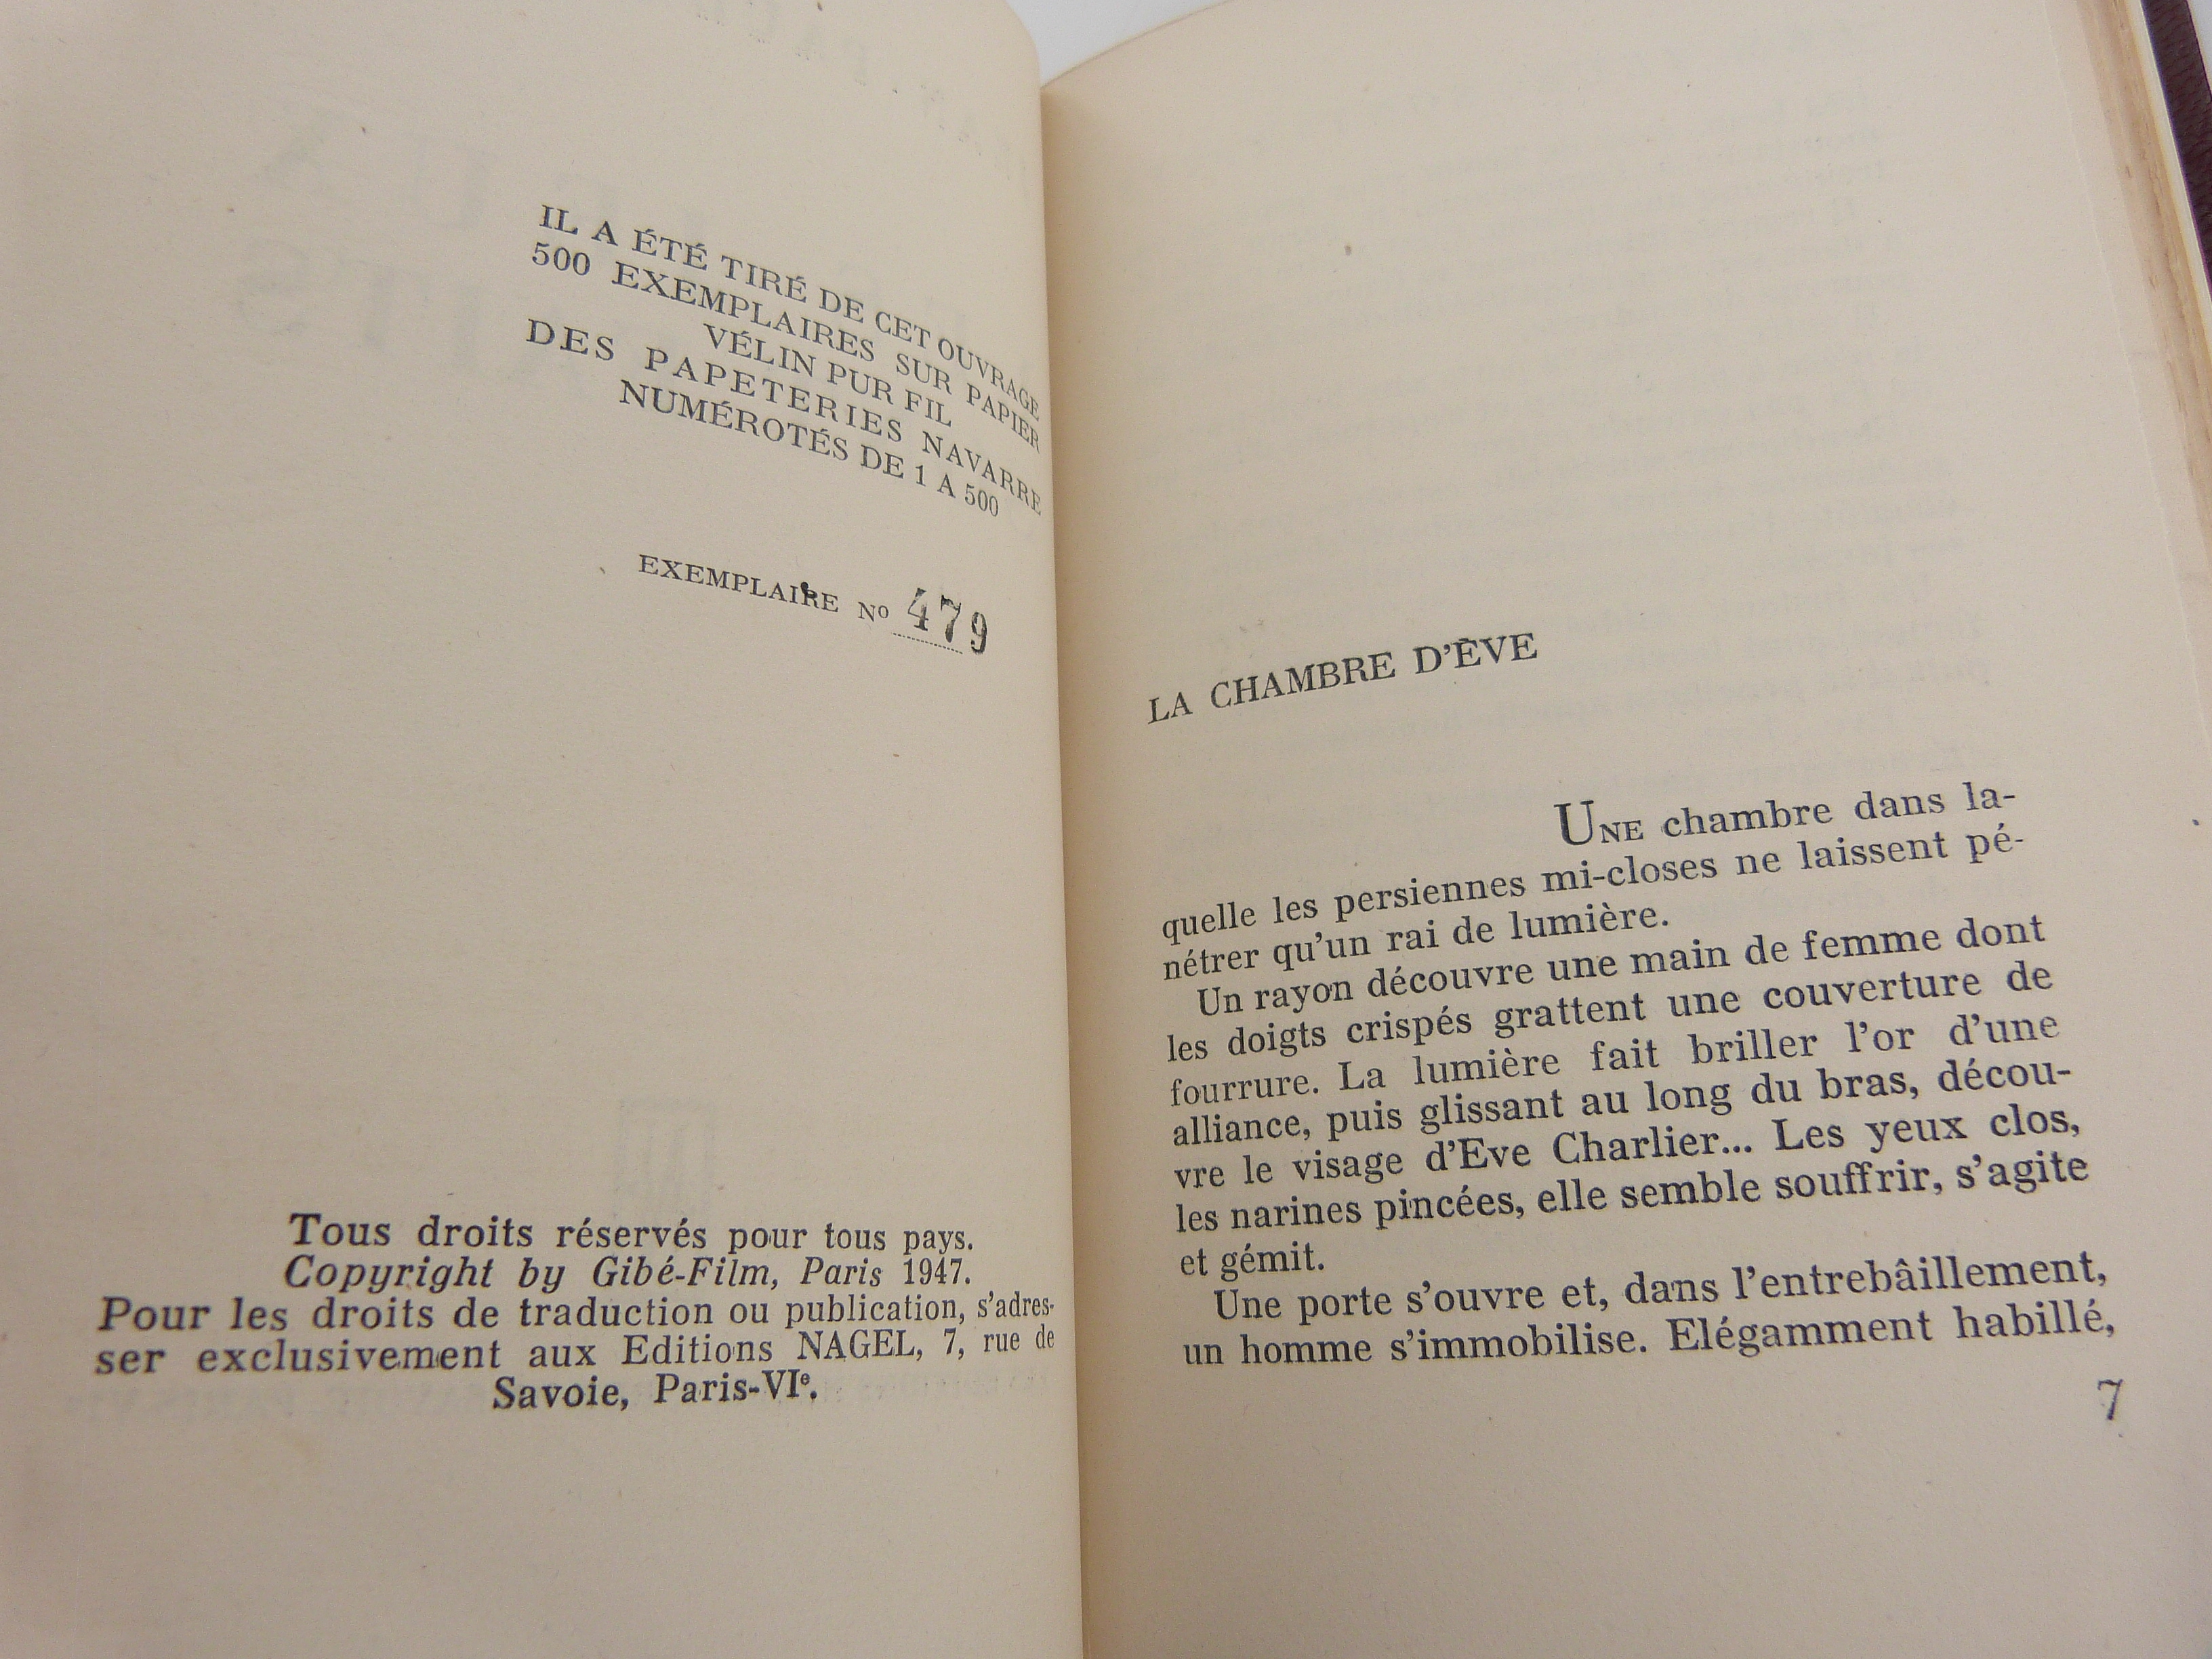 IL A ÉTÉ TIRÉ DE CET OUVRAGE
500 EXEMPLAIRES SUR PAPIER
VÉLIN PUR FIL
DES PAPETERIES NAVARRE
NUMÉROTÉS DE 1 A 500
EXEMPLAIRE Nº 479
Tous droits réservés pour tous pays.
Copyright by Gibé-Film, Paris 1947.
Pour les droits de traduction ou publication, s'adres-
ser exclusivement aux Editions NAGEL, 7, rue de
Savoie, Paris-VIe.
LA CHAMBRE D'ÈVE
UNE chambre dans la-
quelle les persiennes mi-closes ne laissent pé-
nétrer qu'un rai de lumière.
Un rayon découvre une main de femme dont
les doigts crispés grattent une couverture de
fourrure. La lumière fait briller l'or d'une
alliance, puis glissant au long du bras, décou-
vre le visage d'Eve Charlier... Les yeux clos,
les narines pincées, elle semble souffrir, s'agite
et gémit.
Une porte s'ouvre et, dans l'entrebâillement,
un homme s'immobilise. Elégamment habillé,
7